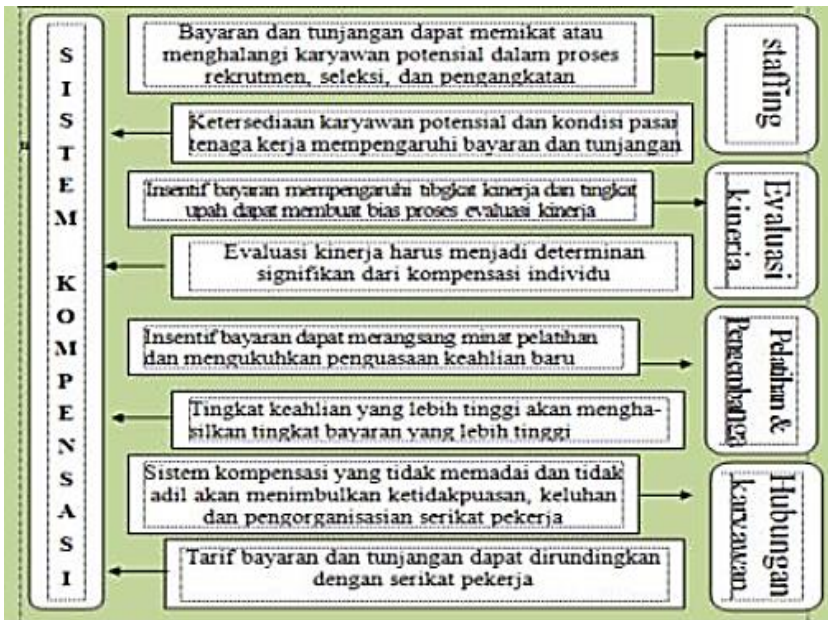 SISTEM KOMPENSASI
Bayaran dan tunjangan dapat memikat atau
menghalangi karyawan potensial dalam proses
rekrutmen, seleksi, dan pengangkatan
staffing
Ketersediaan karyawan potensial dan kondisi pasar
tenaga kerja mempengaruhi bayaran dan tunjangan
Insentif bayaran mempengaruhi tibgkat kinerja dan tingkat
upah dapat membuat bias proses evaluasi kinerja
Evaluasi
kinerja
Evaluasi kinerja harus menjadi determinan
signifikan dari kompensasi individu
Insentif bayaran dapat merangsang minat pelatihan
dan mengukuhkan penguasaan keahlian baru
Pelatihan &
Pengembanga
Tingkat keahlian yang lebih tinggi akan mengha-
silkan tingkat bayaran yang lebih tinggi
Sistem kompensasi yang tidak memadai dan tidak
adil akan menimbulkan ketidakpuasan, keluhan
dan pengorganisasian serikat pekerja
Hubungan
karyawan
Tarif bayaran dan tunjangan dapat dirundingkan
dengan serikat pekerja